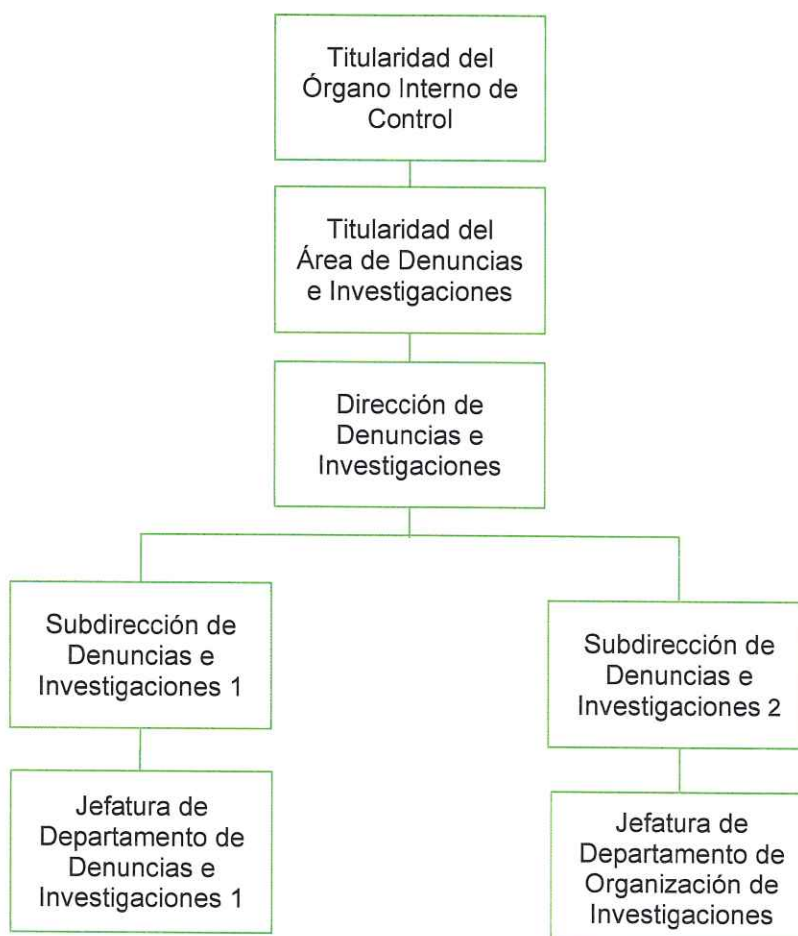 Titularidad del
Órgano Interno de
Control
Titularidad del
Área de Denuncias
e Investigaciones
Dirección de
Denuncias e
Investigaciones
Subdirección de
Denuncias e
Investigaciones 1
Subdirección de
Denuncias e
Investigaciones 2
Jefatura de
Departamento de
Denuncias e
Investigaciones 1
Jefatura de
Departamento de
Organización de
Investigaciones